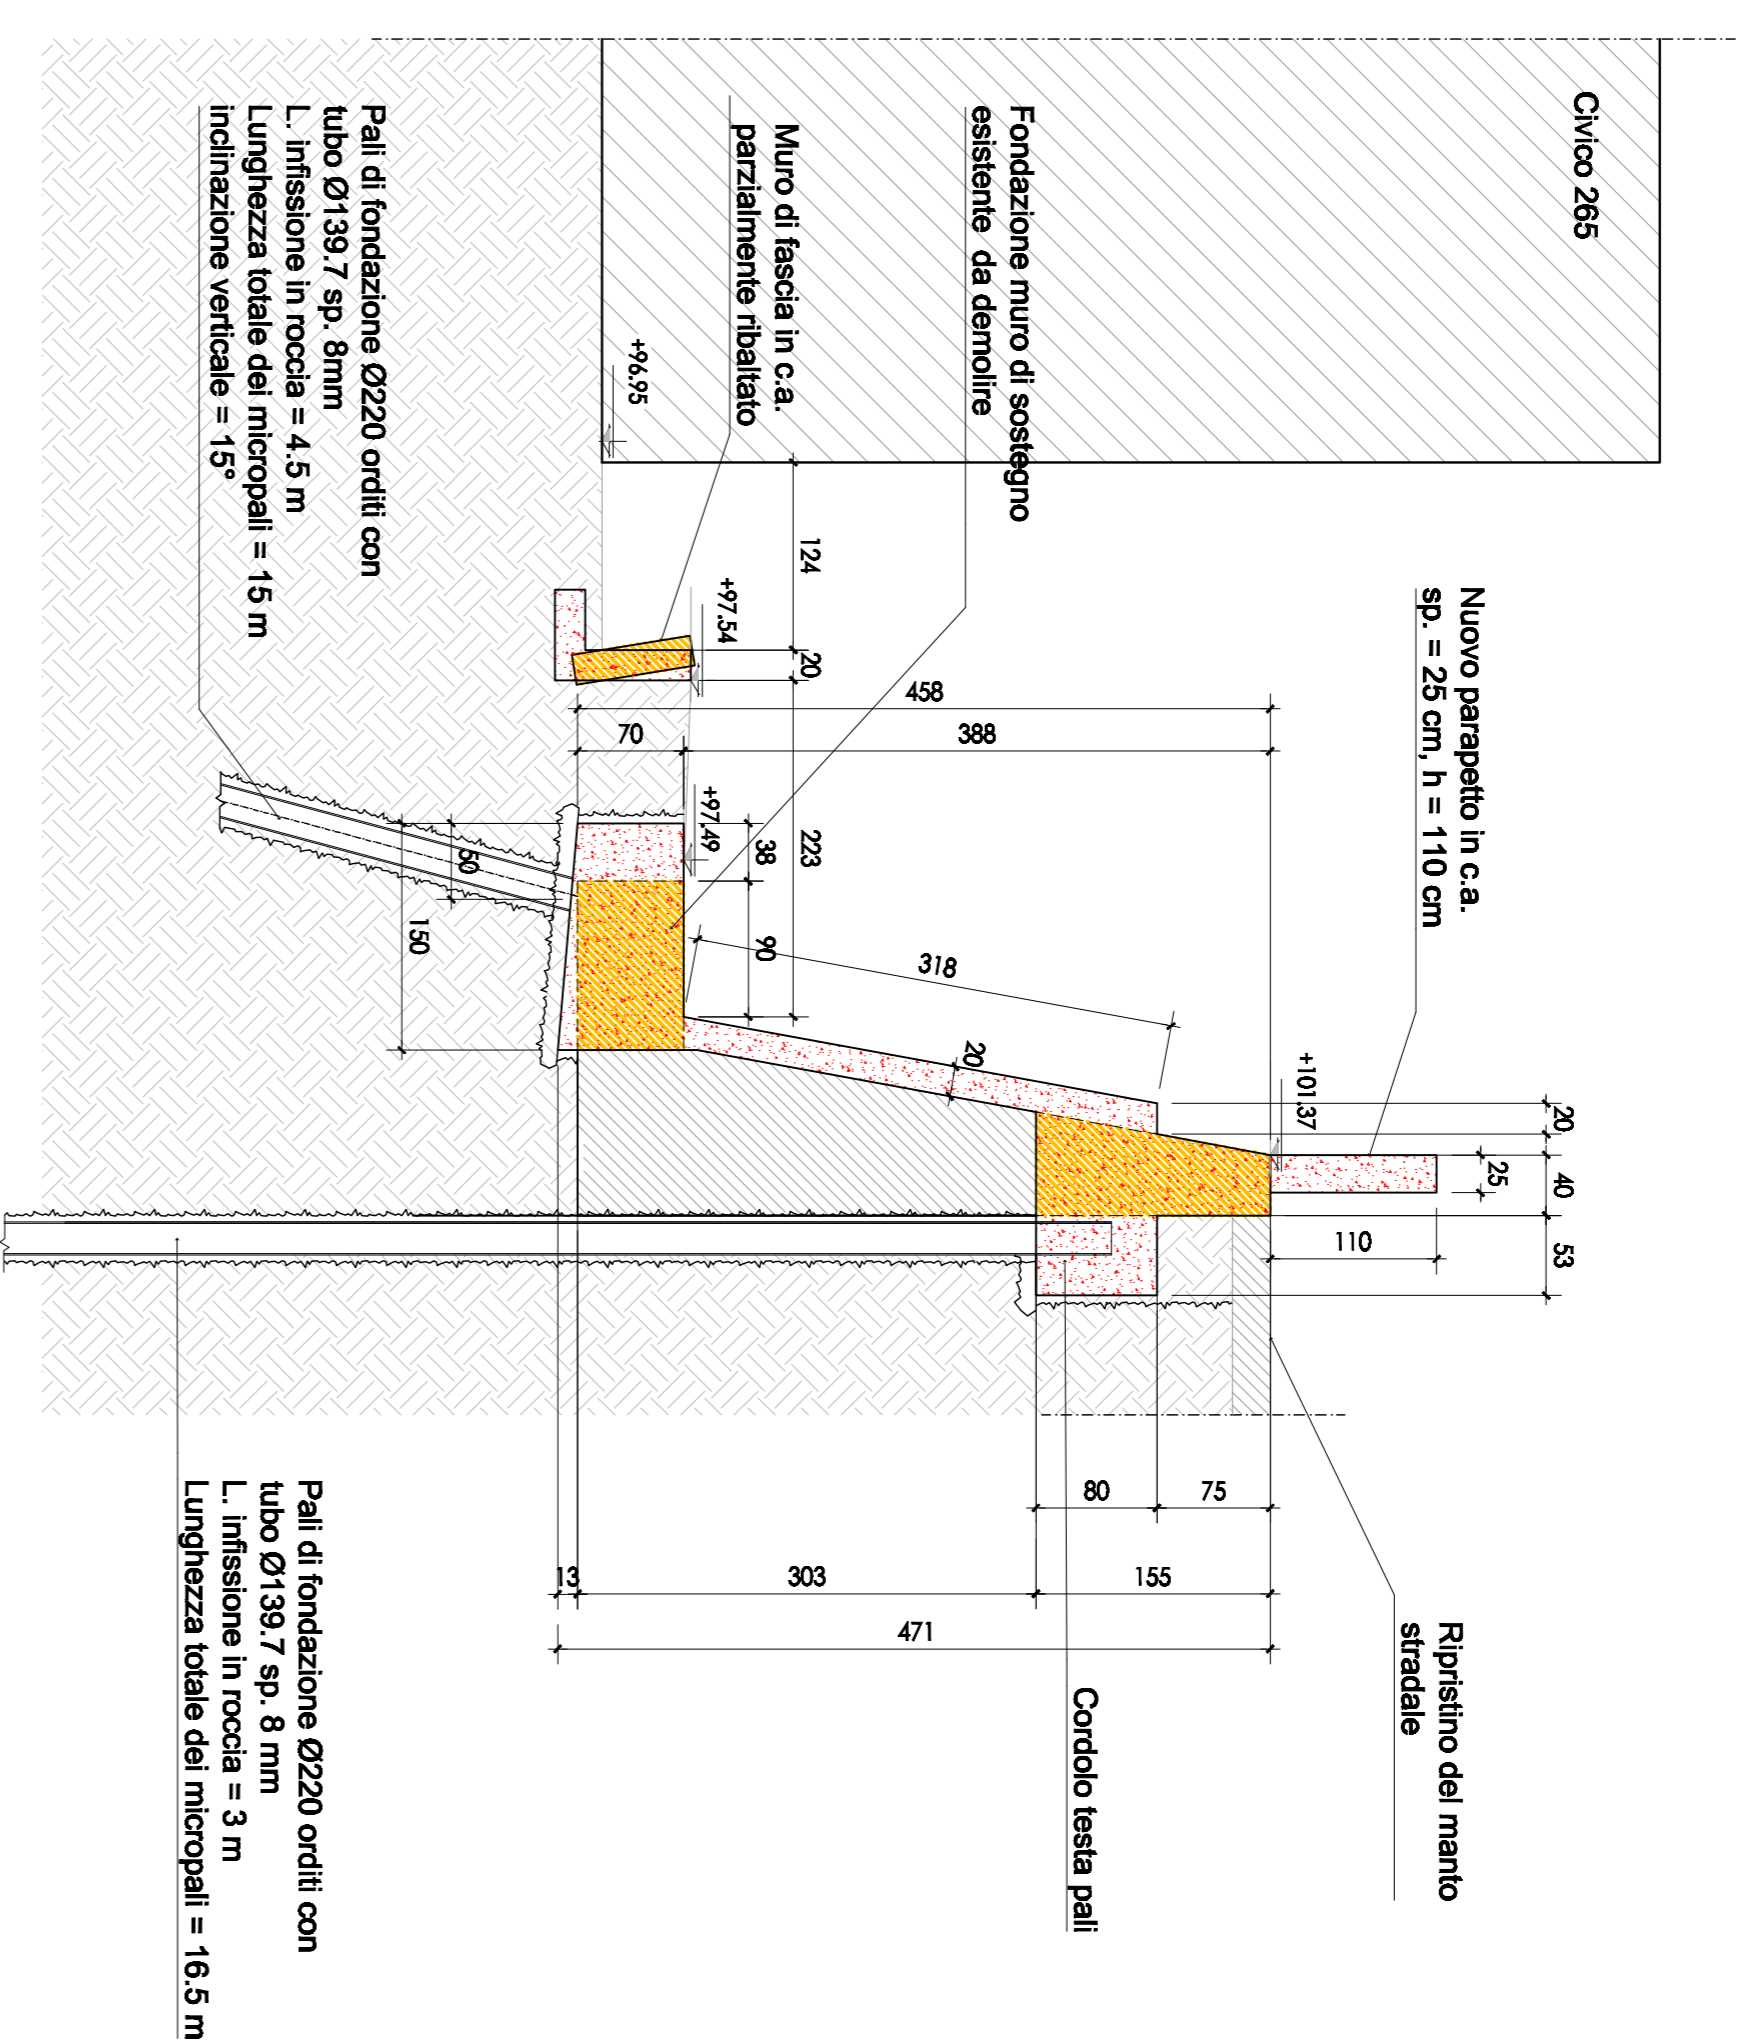 Civico 265
Nuovo parapetto in c.a.
sp. = 25 cm, h = 110 cm
Ripristino del manto
stradale
Fondazione muro di sostegno
esistente da demolire
Muro di fascia in c.a.
parzialmente ribaltato
Cordolo testa pali
Pali di fondazione Ø220 orditi con
tubo Ø139.7 sp. 8mm
L. infissione in roccia = 4.5 m
Lunghezza totale dei micropali = 15 m
inclinazione verticale = 15°
Pali di fondazione Ø220 orditi con
tubo Ø139.7 sp. 8 mm
L. infissione in roccia = 3 m
Lunghezza totale dei micropali = 16.5 m
20
40
53
25
110
+101.37
124
20
223
+96.95
+97.54
+97.49
458
388
70
38
90
318
20
50
150
75
80
155
303
13
471